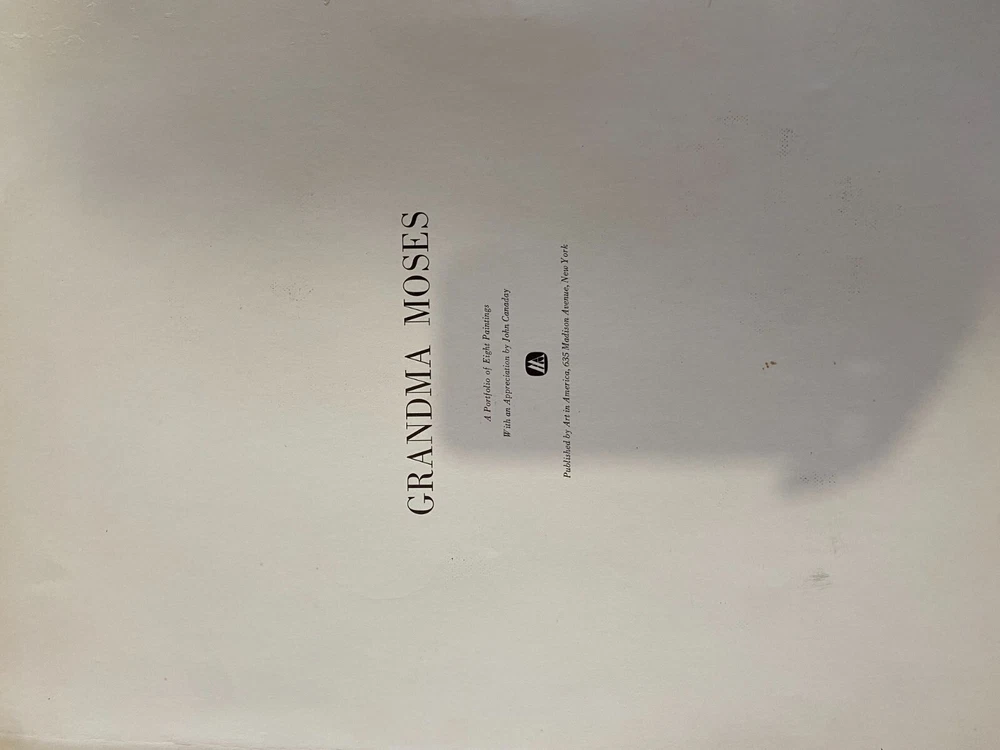 GRANDMA MOSES
A Portfolio of Eight Paintings
With an Appreciation by John Canaday
Published by Art in America, 635 Madison Avenue, New York